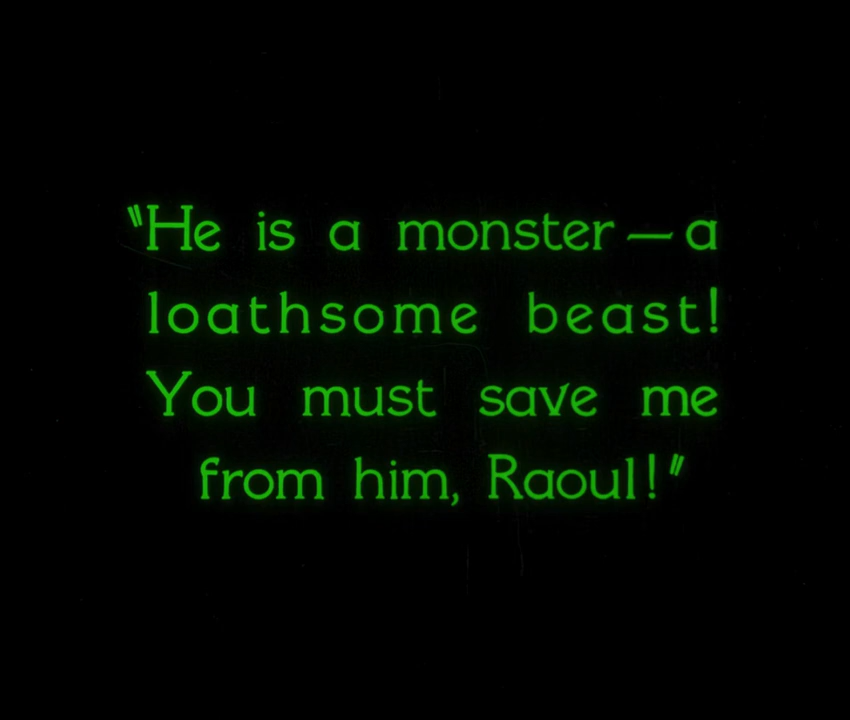 "He is a monster — a
loathsome beast!
You must save me
from him, Raoul!"